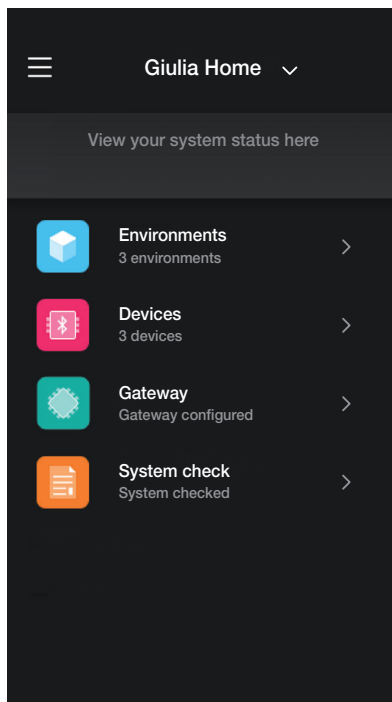 Giulia Home
View your system status here
Environments
3 environments
Devices
3 devices
Gateway
Gateway configured
System check
System checked